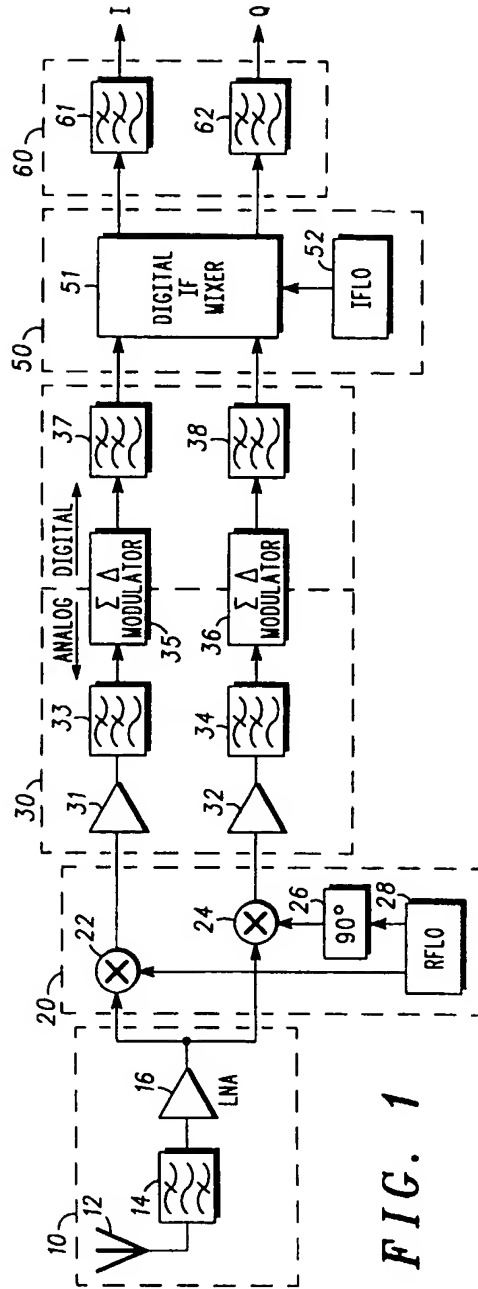 10
12
14
16
LNA
20
22
24
26
90°
28
RFLO
30
31
32
33
34
ANALOG
DIGITAL
Σ Δ
MODULATOR
35
Σ Δ
MODULATOR
36
37
38
50
51
DIGITAL
IF
MIXER
52
IFLO
60
61
62
I
Q
FIG. 1